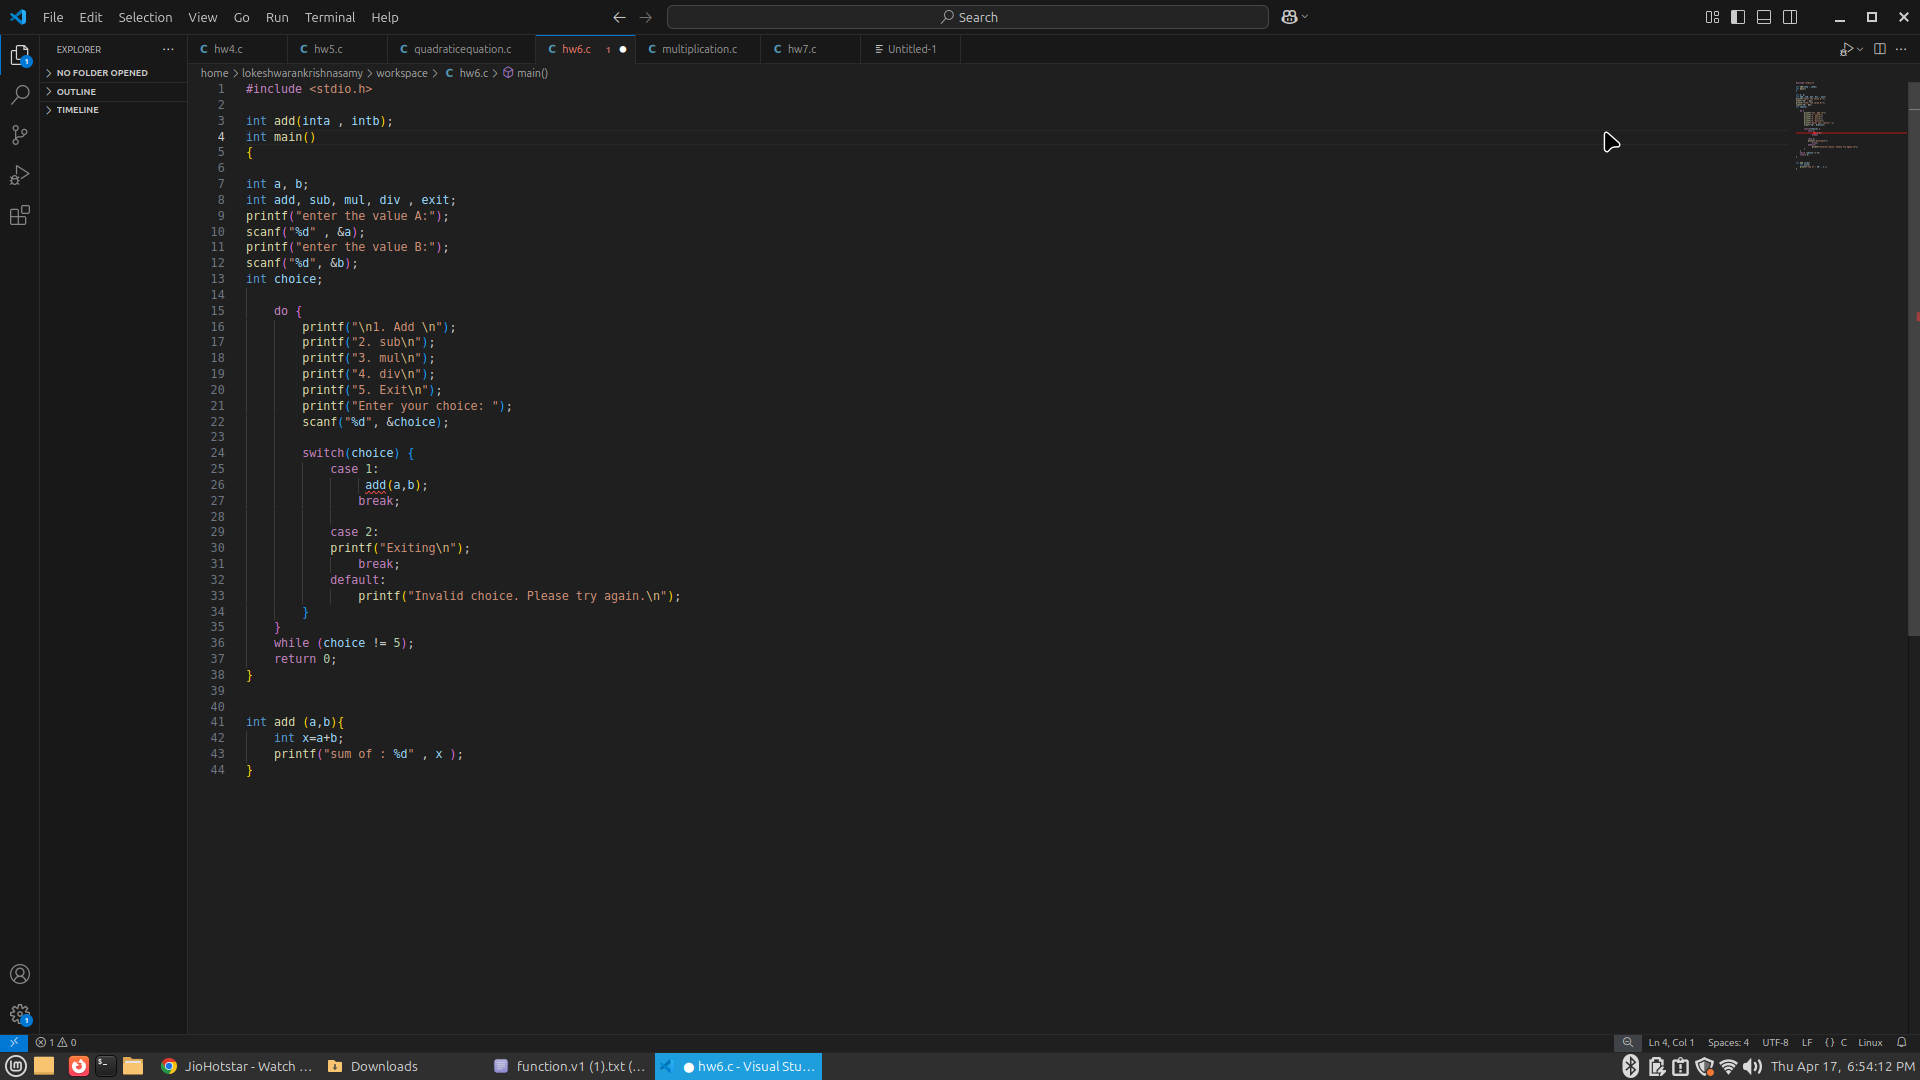 File Edit Selection View Go Run Terminal Help
Search
EXPLORER
NO FOLDER OPENED
OUTLINE
TIMELINE
hw4.c hw5.c quadraticequation.c hw6.c 1 multiplication.c hw7.c Untitled-1
home > lokeshwarankrishnasamy > workspace > C hw6.c > main()
1 #include <stdio.h>
2
3 int add(inta , intb);
4 int main()
5 {
6
7 int a, b;
8 int add, sub, mul, div , exit;
9 printf("enter the value A:");
10 scanf("%d" , &a);
11 printf("enter the value B:");
12 scanf("%d", &b);
13 int choice;
14
15 do {
16 printf("\n1. Add \n");
17 printf("2. sub\n");
18 printf("3. mul\n");
19 printf("4. div\n");
20 printf("5. Exit\n");
21 printf("Enter your choice: ");
22 scanf("%d", &choice);
23
24 switch(choice) {
25 case 1:
26 add(a,b);
27 break;
28
29 case 2:
30 printf("Exiting\n");
31 break;
32 default:
33 printf("Invalid choice. Please try again.\n");
34 }
35 }
36 while (choice != 5);
37 return 0;
38 }
39
40
41 int add (a,b){
42 int x=a+b;
43 printf("sum of : %d" , x );
44 }
1 0 Ln 4, Col 1 Spaces: 4 UTF-8 LF {} C Linux
JioHotstar - Watch ... Downloads function.v1 (1).txt (... hw6.c - Visual Stu... Thu Apr 17, 6:54:12 PM